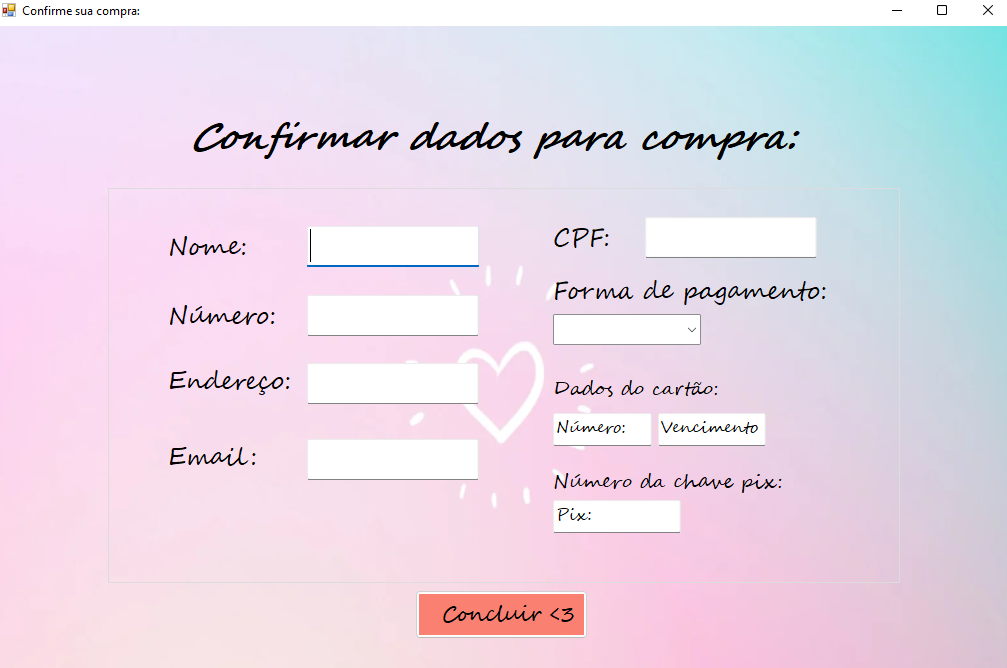 Confirme sua compra:
Confirmar dados para compra:
Nome:
Número:
Endereço:
Email:
CPF:
Forma de pagamento:
Dados do cartão:
Número: Vencimento
Número da chave pix:
Pix:
Concluir <3